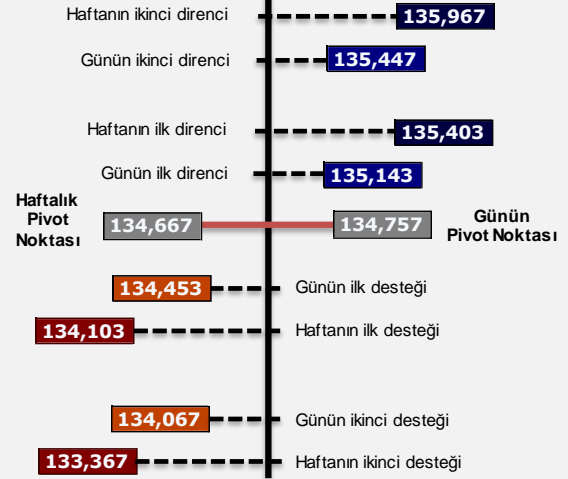 Haftanın ikinci direnci 135,967
Günün ikinci direnci 135,447
Haftanın ilk direnci 135,403
Günün ilk direnci 135,143
Haftalık
Pivot
Noktası
134,667 134,757
Günün
Pivot Noktası
134,453 Günün ilk desteği
134,103 Haftanın ilk desteği
134,067 Günün ikinci desteği
133,367 Haftanın ikinci desteği